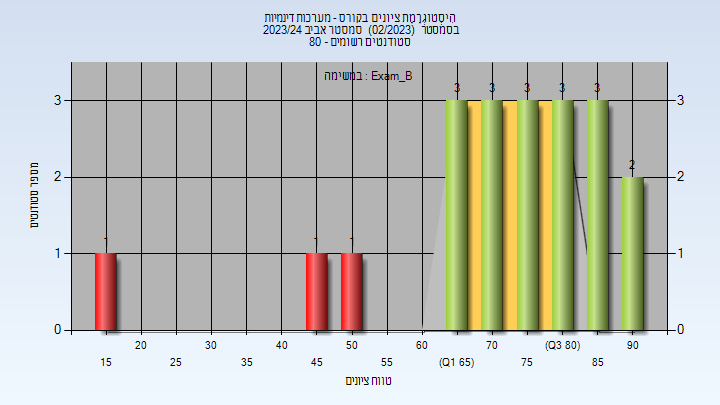 היסטוגרמת ציונים בקורס - מערכות דינמיות
בסמסטר (02/2023) סמסטר אביב 2023/24
סטודנטים רשומים - 80
במשימה : Exam_B
מספר סטודנטים
3
2
1
0
3
2
1
0
1
1
1
3
3
3
3
3
2
20 30 40 50 60 70 (Q3 80) 90
15 25 35 45 55 (Q1 65) 75 85
טווח ציונים